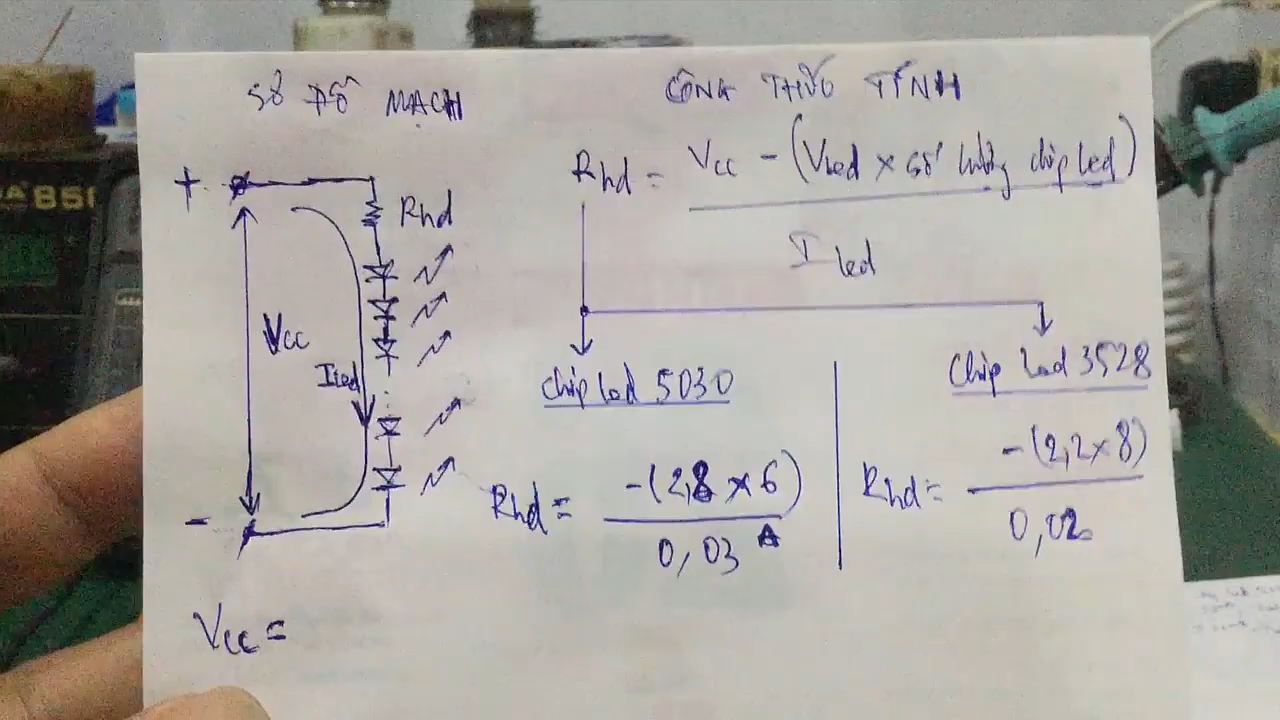 SƠ ĐỒ MẠCH
CÔNG THỨC TÍNH
+
Rhd
Vcc
Iled
-
Vcc =
Rhd = Vcc - (Vled x số lượng chip led)
Iled
chip led 5030
Rhd = -(2,8 x 6)
0,03 A
Chip led 3528
Rhd = -(2,2 x 8)
0,02